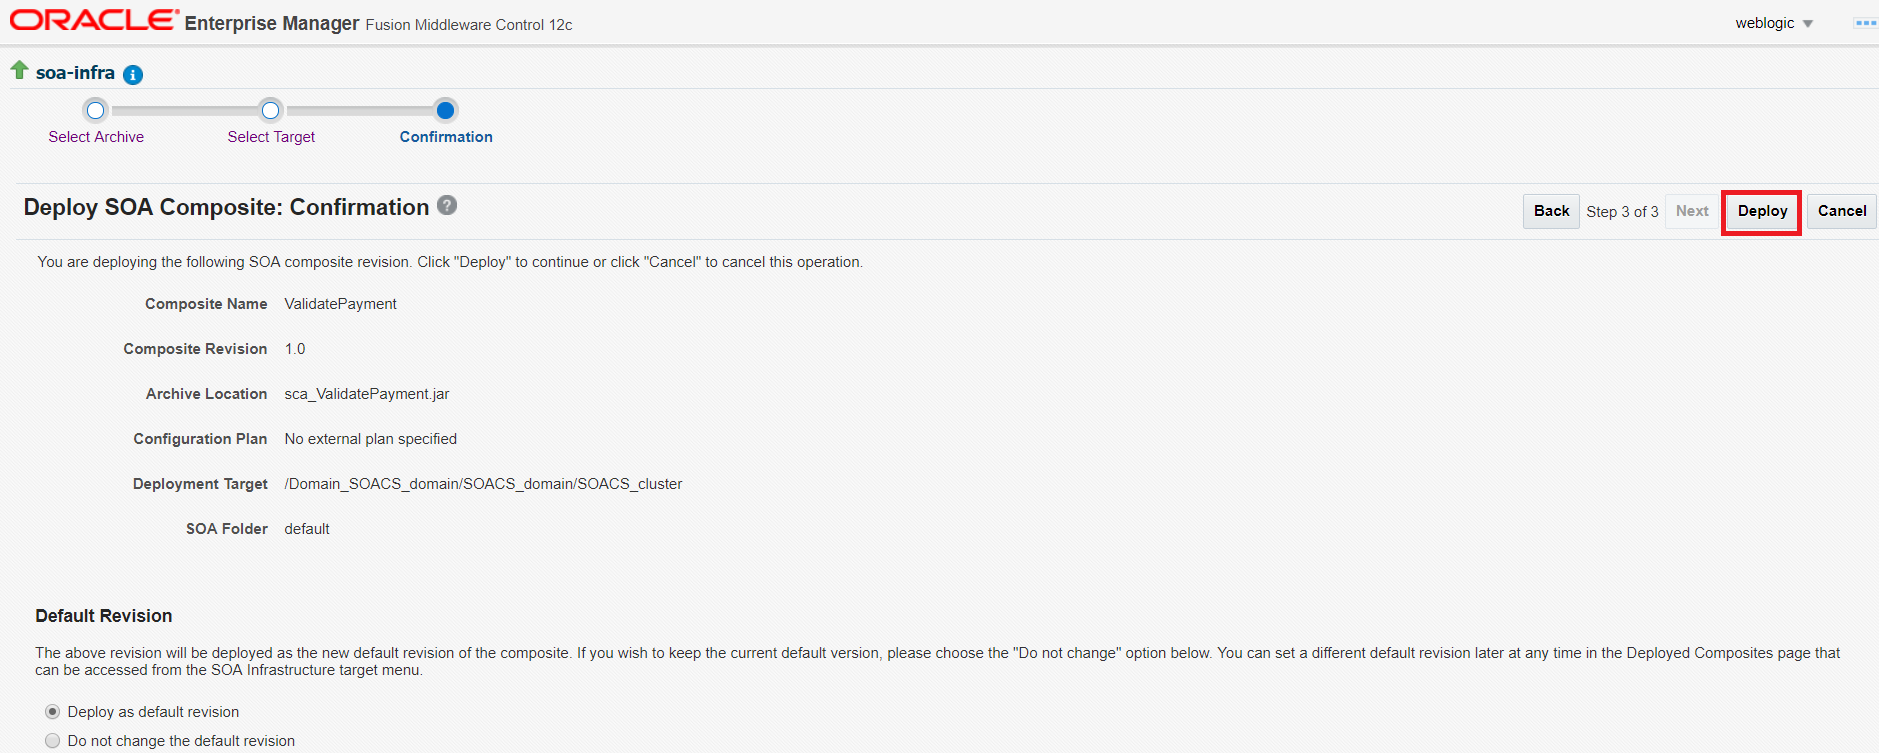 ORACLE Enterprise Manager Fusion Middleware Control 12c
weblogic
soa-infra
Select Archive Select Target Confirmation
Deploy SOA Composite: Confirmation ?
Back Step 3 of 3 Next Deploy Cancel
You are deploying the following SOA composite revision. Click "Deploy" to continue or click "Cancel" to cancel this operation.
Composite Name ValidatePayment
Composite Revision 1.0
Archive Location sca_ValidatePayment.jar
Configuration Plan No external plan specified
Deployment Target /Domain_SOACS_domain/SOACS_domain/SOACS_cluster
SOA Folder default
Default Revision
The above revision will be deployed as the new default revision of the composite. If you wish to keep the current default version, please choose the "Do not change" option below. You can set a different default revision later at any time in the Deployed Composites page that
can be accessed from the SOA Infrastructure target menu.
Deploy as default revision
Do not change the default revision